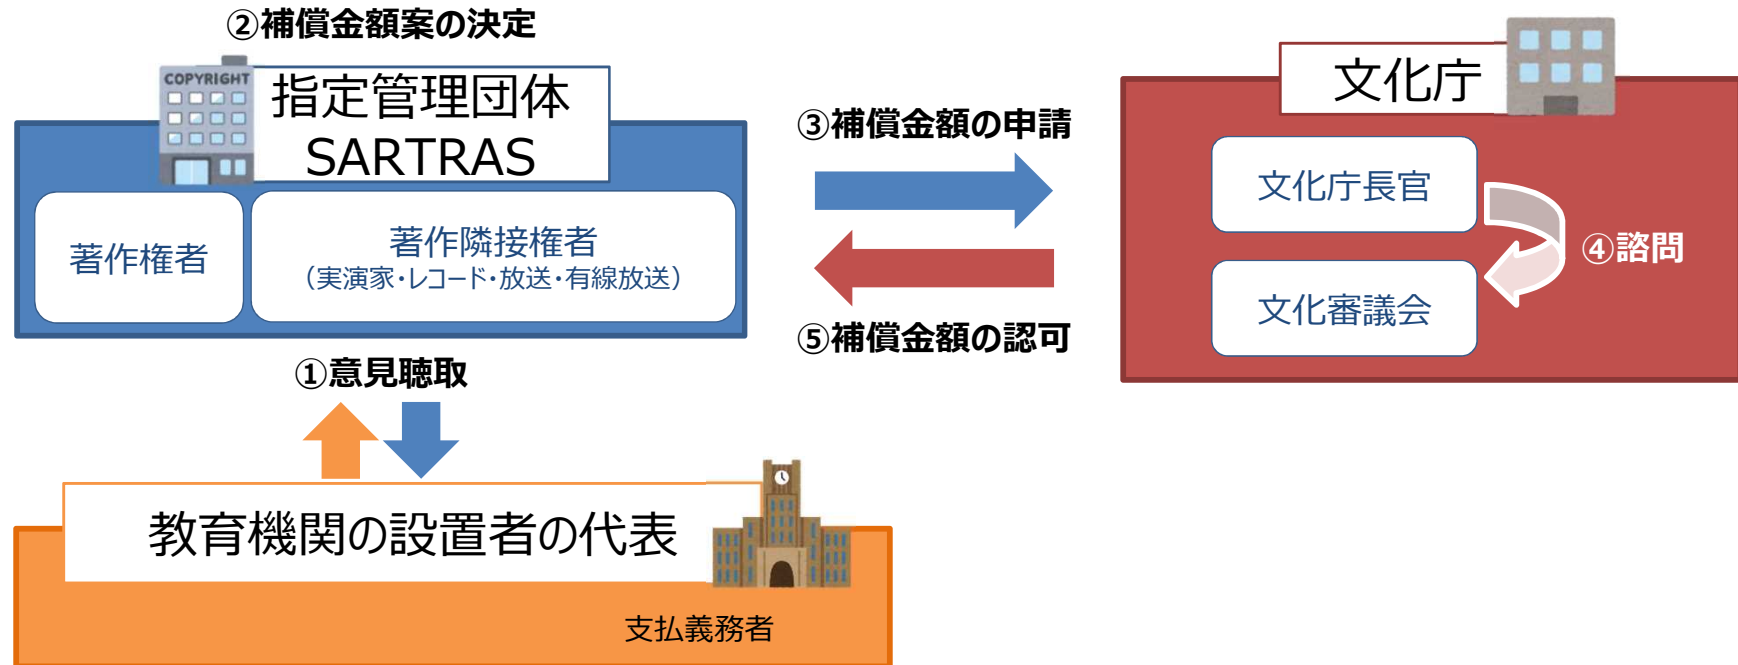 ②補償金額案の決定
COPYRIGHT
指定管理団体
SARTRAS
著作権者
著作隣接権者
（実演家・レコード・放送・有線放送）
③補償金額の申請
⑤補償金額の認可
文化庁
文化庁長官
④諮問
文化審議会
①意見聴取
教育機関の設置者の代表
支払義務者